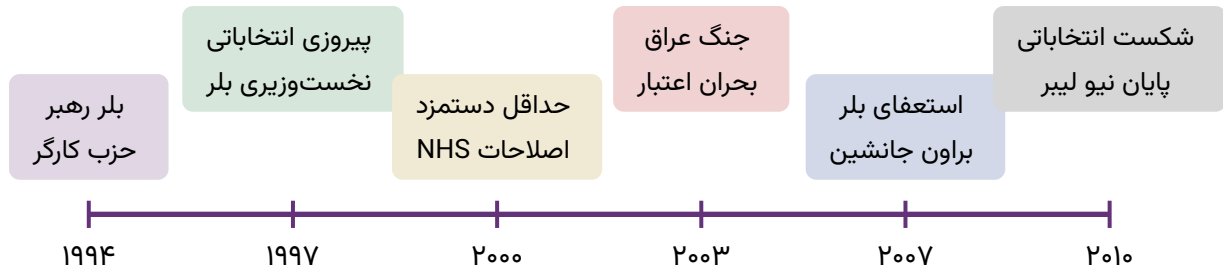 بلر رهبر
حزب کارگر
پیروزی انتخاباتی
نخست‌وزیری بلر
حداقل دستمزد
اصلاحات NHS
جنگ عراق
بحران اعتبار
استعفای بلر
براون جانشین
شکست انتخاباتی
پایان نیو لیبر
۱۹۹۴
۱۹۹۷
۲۰۰۰
۲۰۰۳
۲۰۰۷
۲۰۱۰